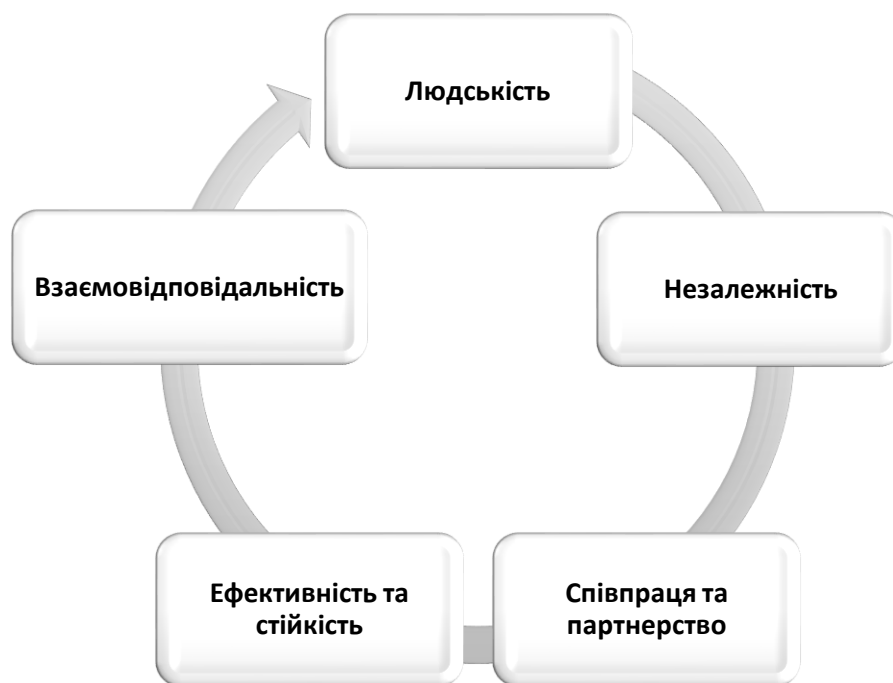 Людськість
Взаємовідповідальність
Незалежність
Ефективність та
стійкість
Співпраця та
партнерство